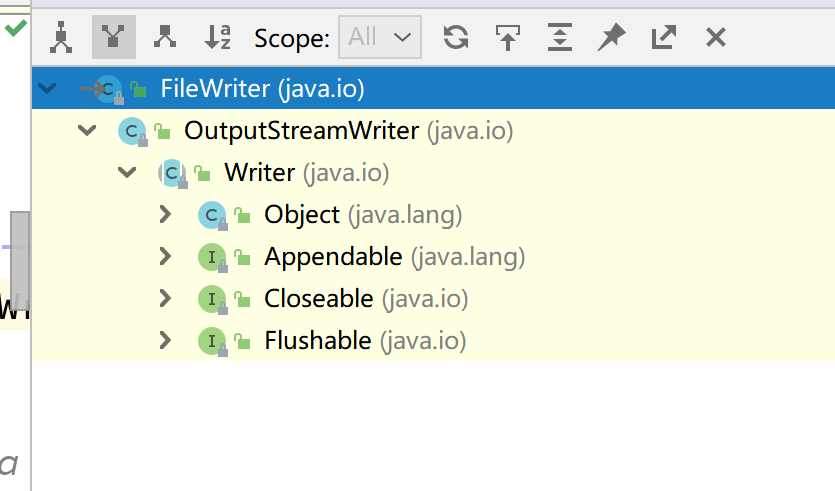 Scope: All
FileWriter (java.io)
OutputStreamWriter (java.io)
Writer (java.io)
Object (java.lang)
Appendable (java.lang)
Closeable (java.io)
Flushable (java.io)
a